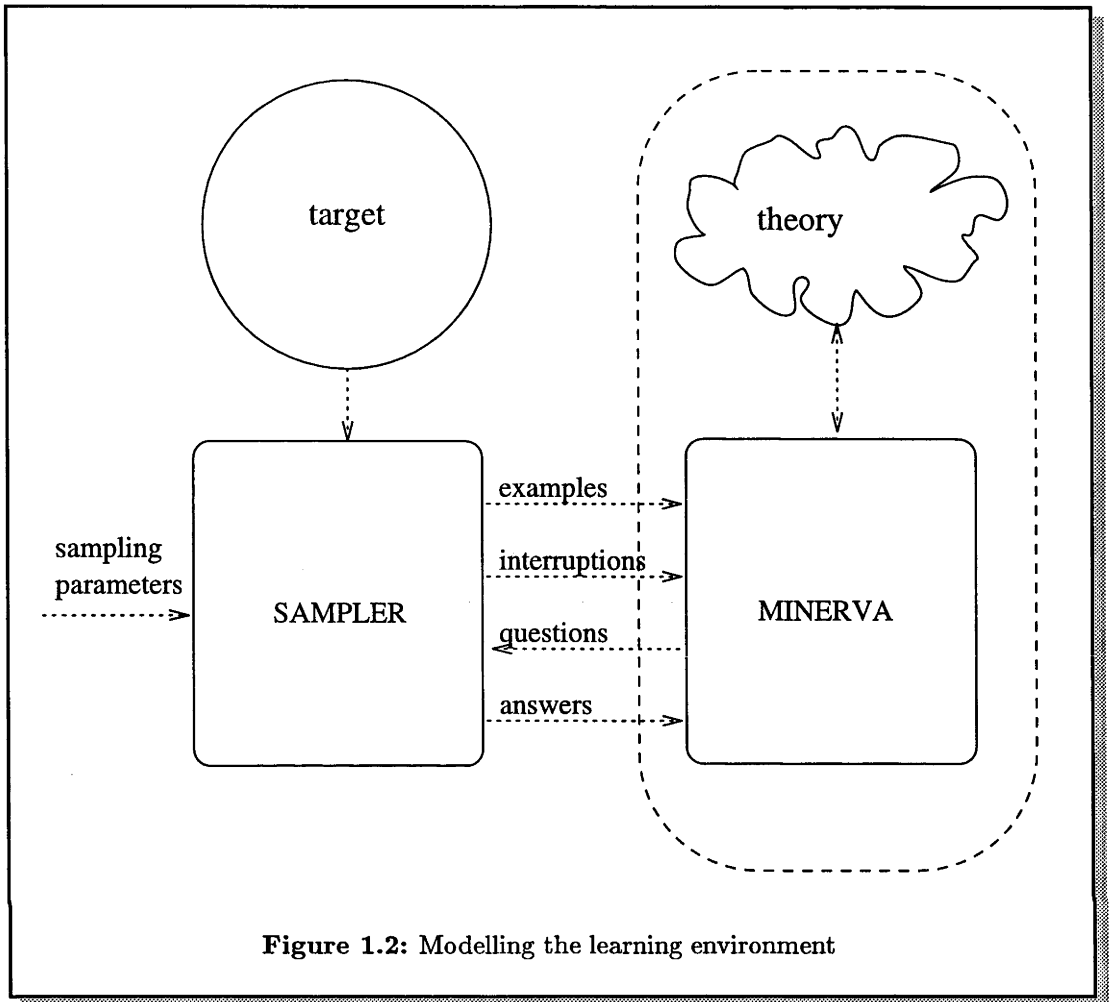 target
theory
examples
sampling
parameters
interruptions
SAMPLER
MINERVA
questions
answers
Figure 1.2: Modelling the learning environment